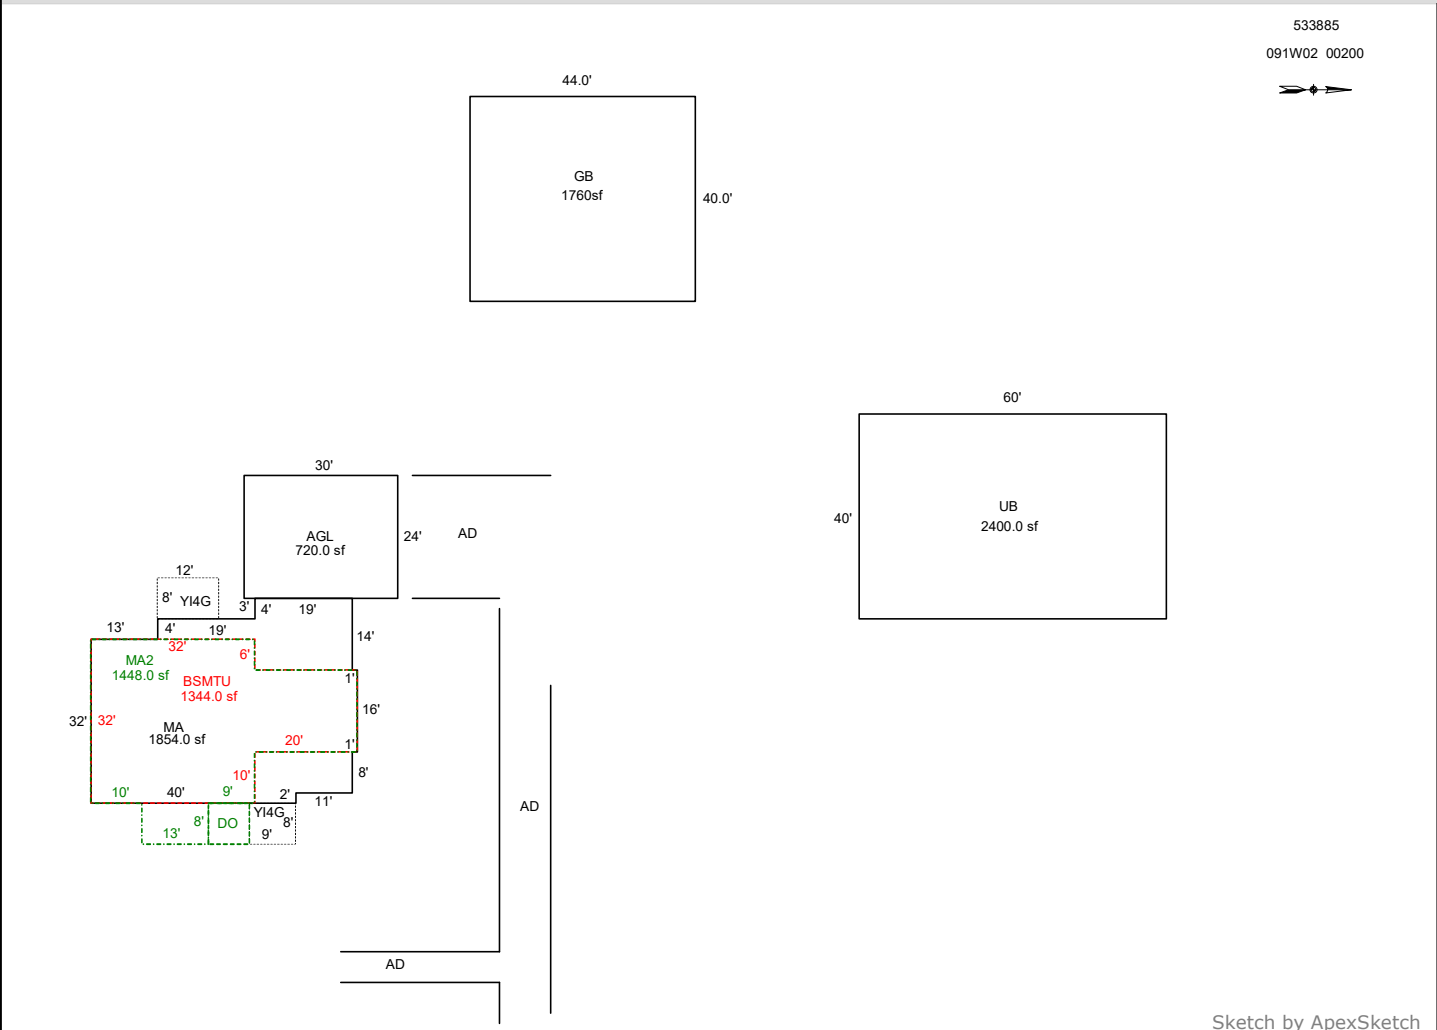 533885
091W02 00200
44.0'
GB
1760sf
40.0'
60'
40'
UB
2400.0 sf
30'
AGL
720.0 sf
24'
AD
12'
8'
YI4G
3'
4'
19'
13'
4'
19'
14'
32'
6'
MA2
1448.0 sf
BSMTU
1344.0 sf
1'
32'
32'
MA
1854.0 sf
16'
20'
1'
10'
8'
10'
40'
9'
2'
11'
YI4G
8'
DO
8'
13'
9'
AD
AD
Sketch by ApexSketch